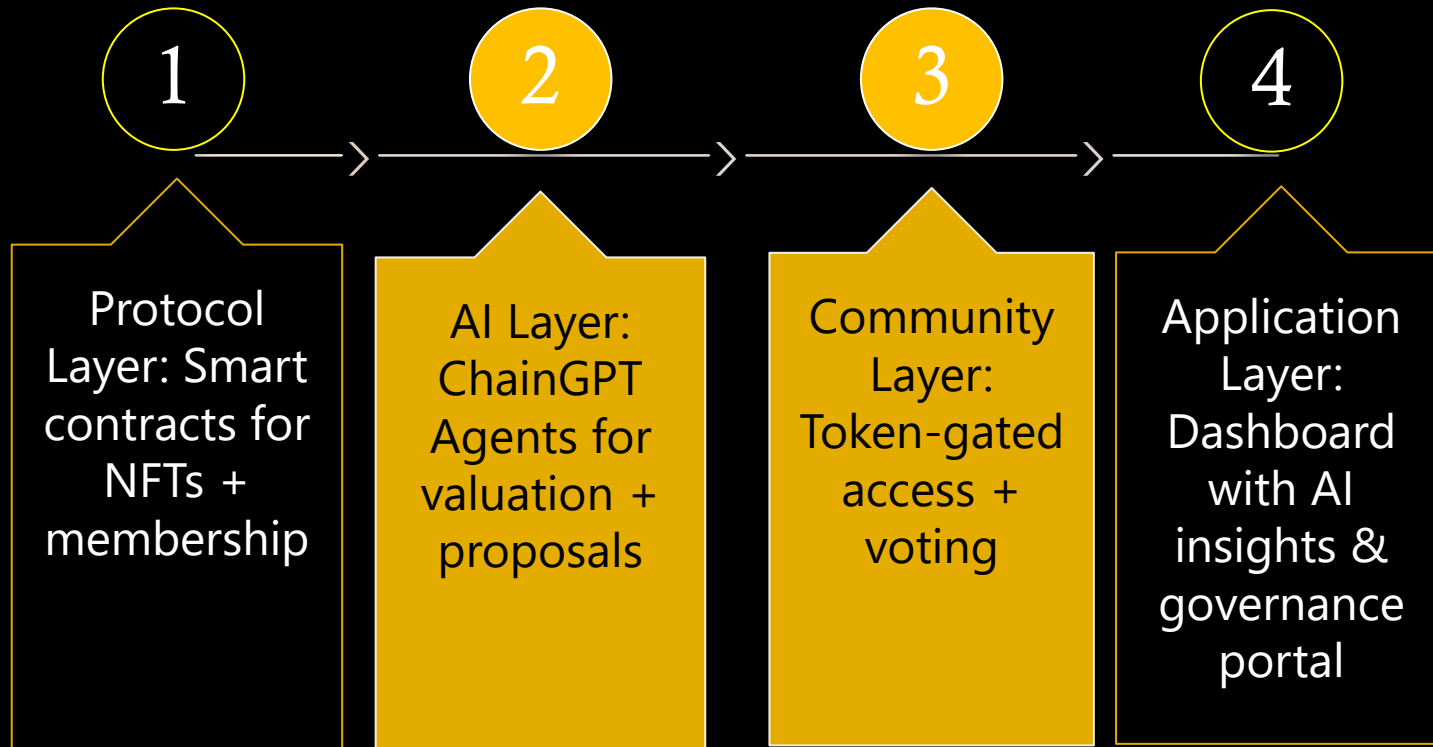 1
2
3
4
Protocol
Layer: Smart
contracts for
NFTs +
membership
AI Layer:
ChainGPT
Agents for
valuation +
proposals
Community
Layer:
Token-gated
access +
voting
Application
Layer:
Dashboard
with AI
insights &
governance
portal